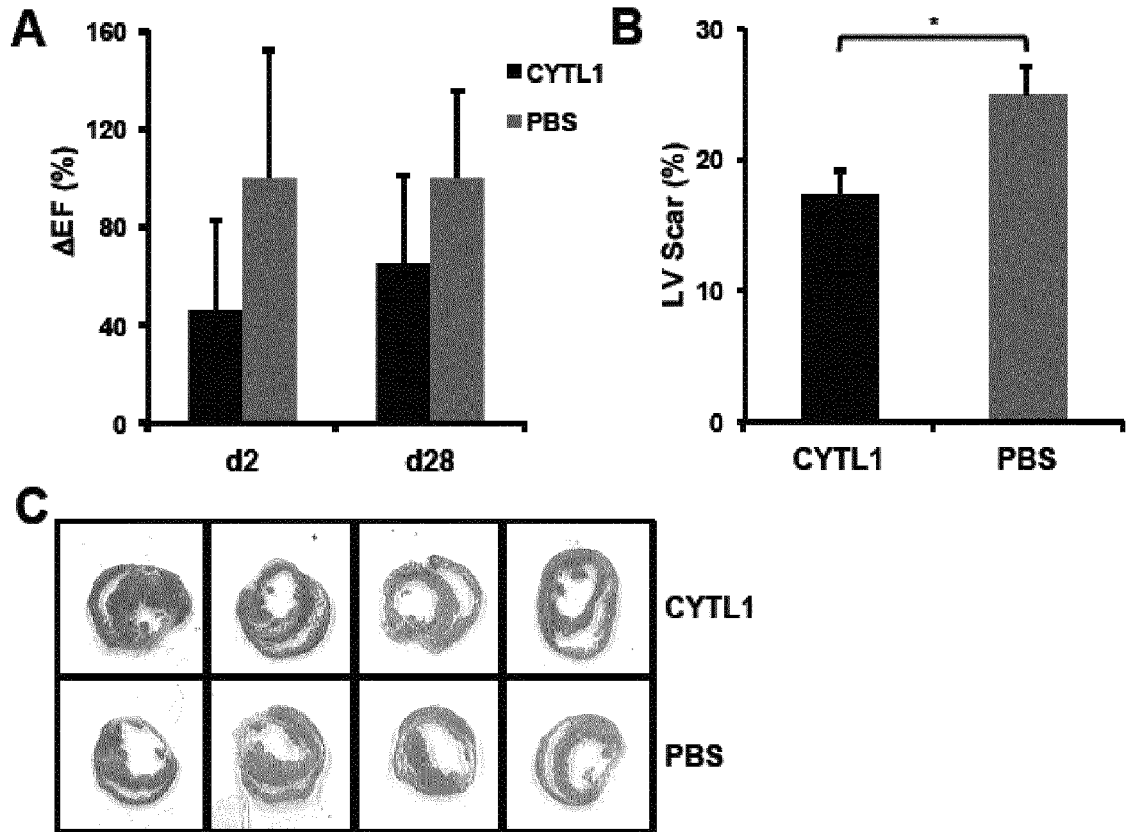 A
160
120
80
40
0
ΔEF (%)
d2
d28
CYTL1
PBS
B
30
20
10
0
LV Scar (%)
*
CYTL1
PBS
C
CYTL1
PBS